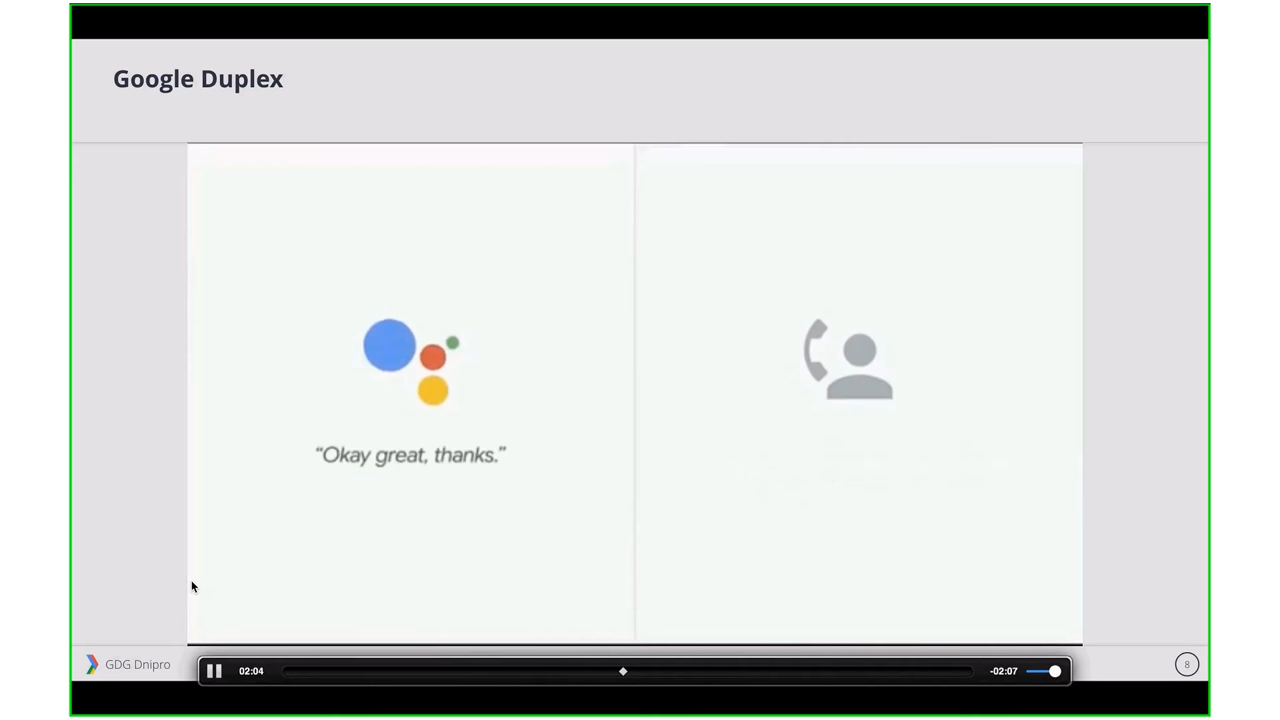 Google Duplex
“Okay great, thanks.”
GDG Dnipro
02:04
-02:07
8